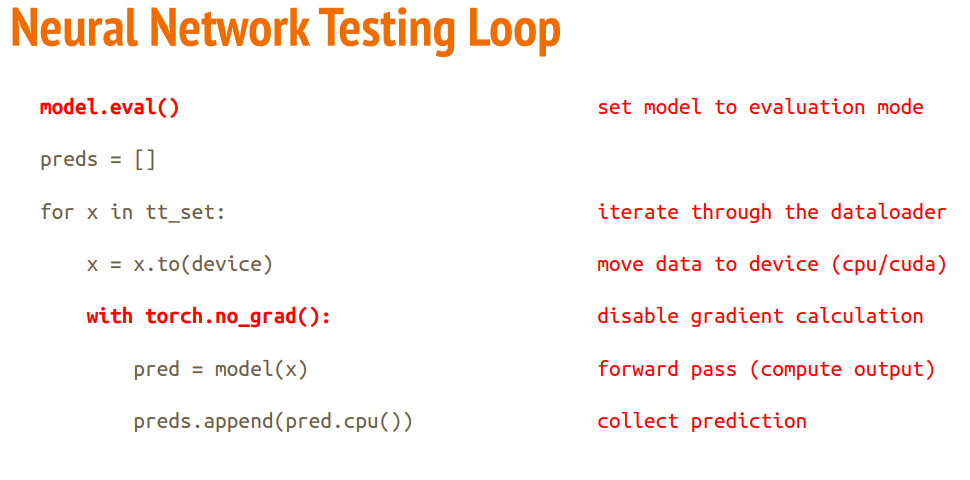 Neural Network Testing Loop
model.eval() set model to evaluation mode
preds = []
for x in tt_set: iterate through the dataloader
x = x.to(device) move data to device (cpu/cuda)
with torch.no_grad(): disable gradient calculation
pred = model(x) forward pass (compute output)
preds.append(pred.cpu()) collect prediction